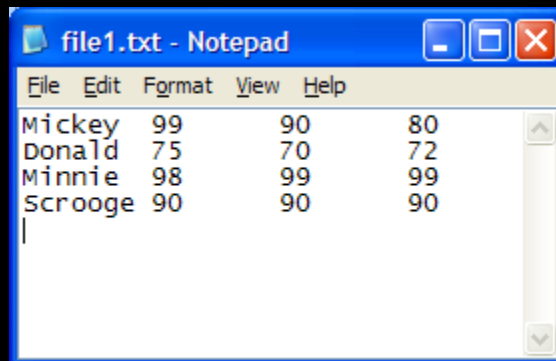 file1.txt - Notepad
File Edit Format View Help
Mickey 99 90 80
Donald 75 70 72
Minnie 98 99 99
Scrooge 90 90 90